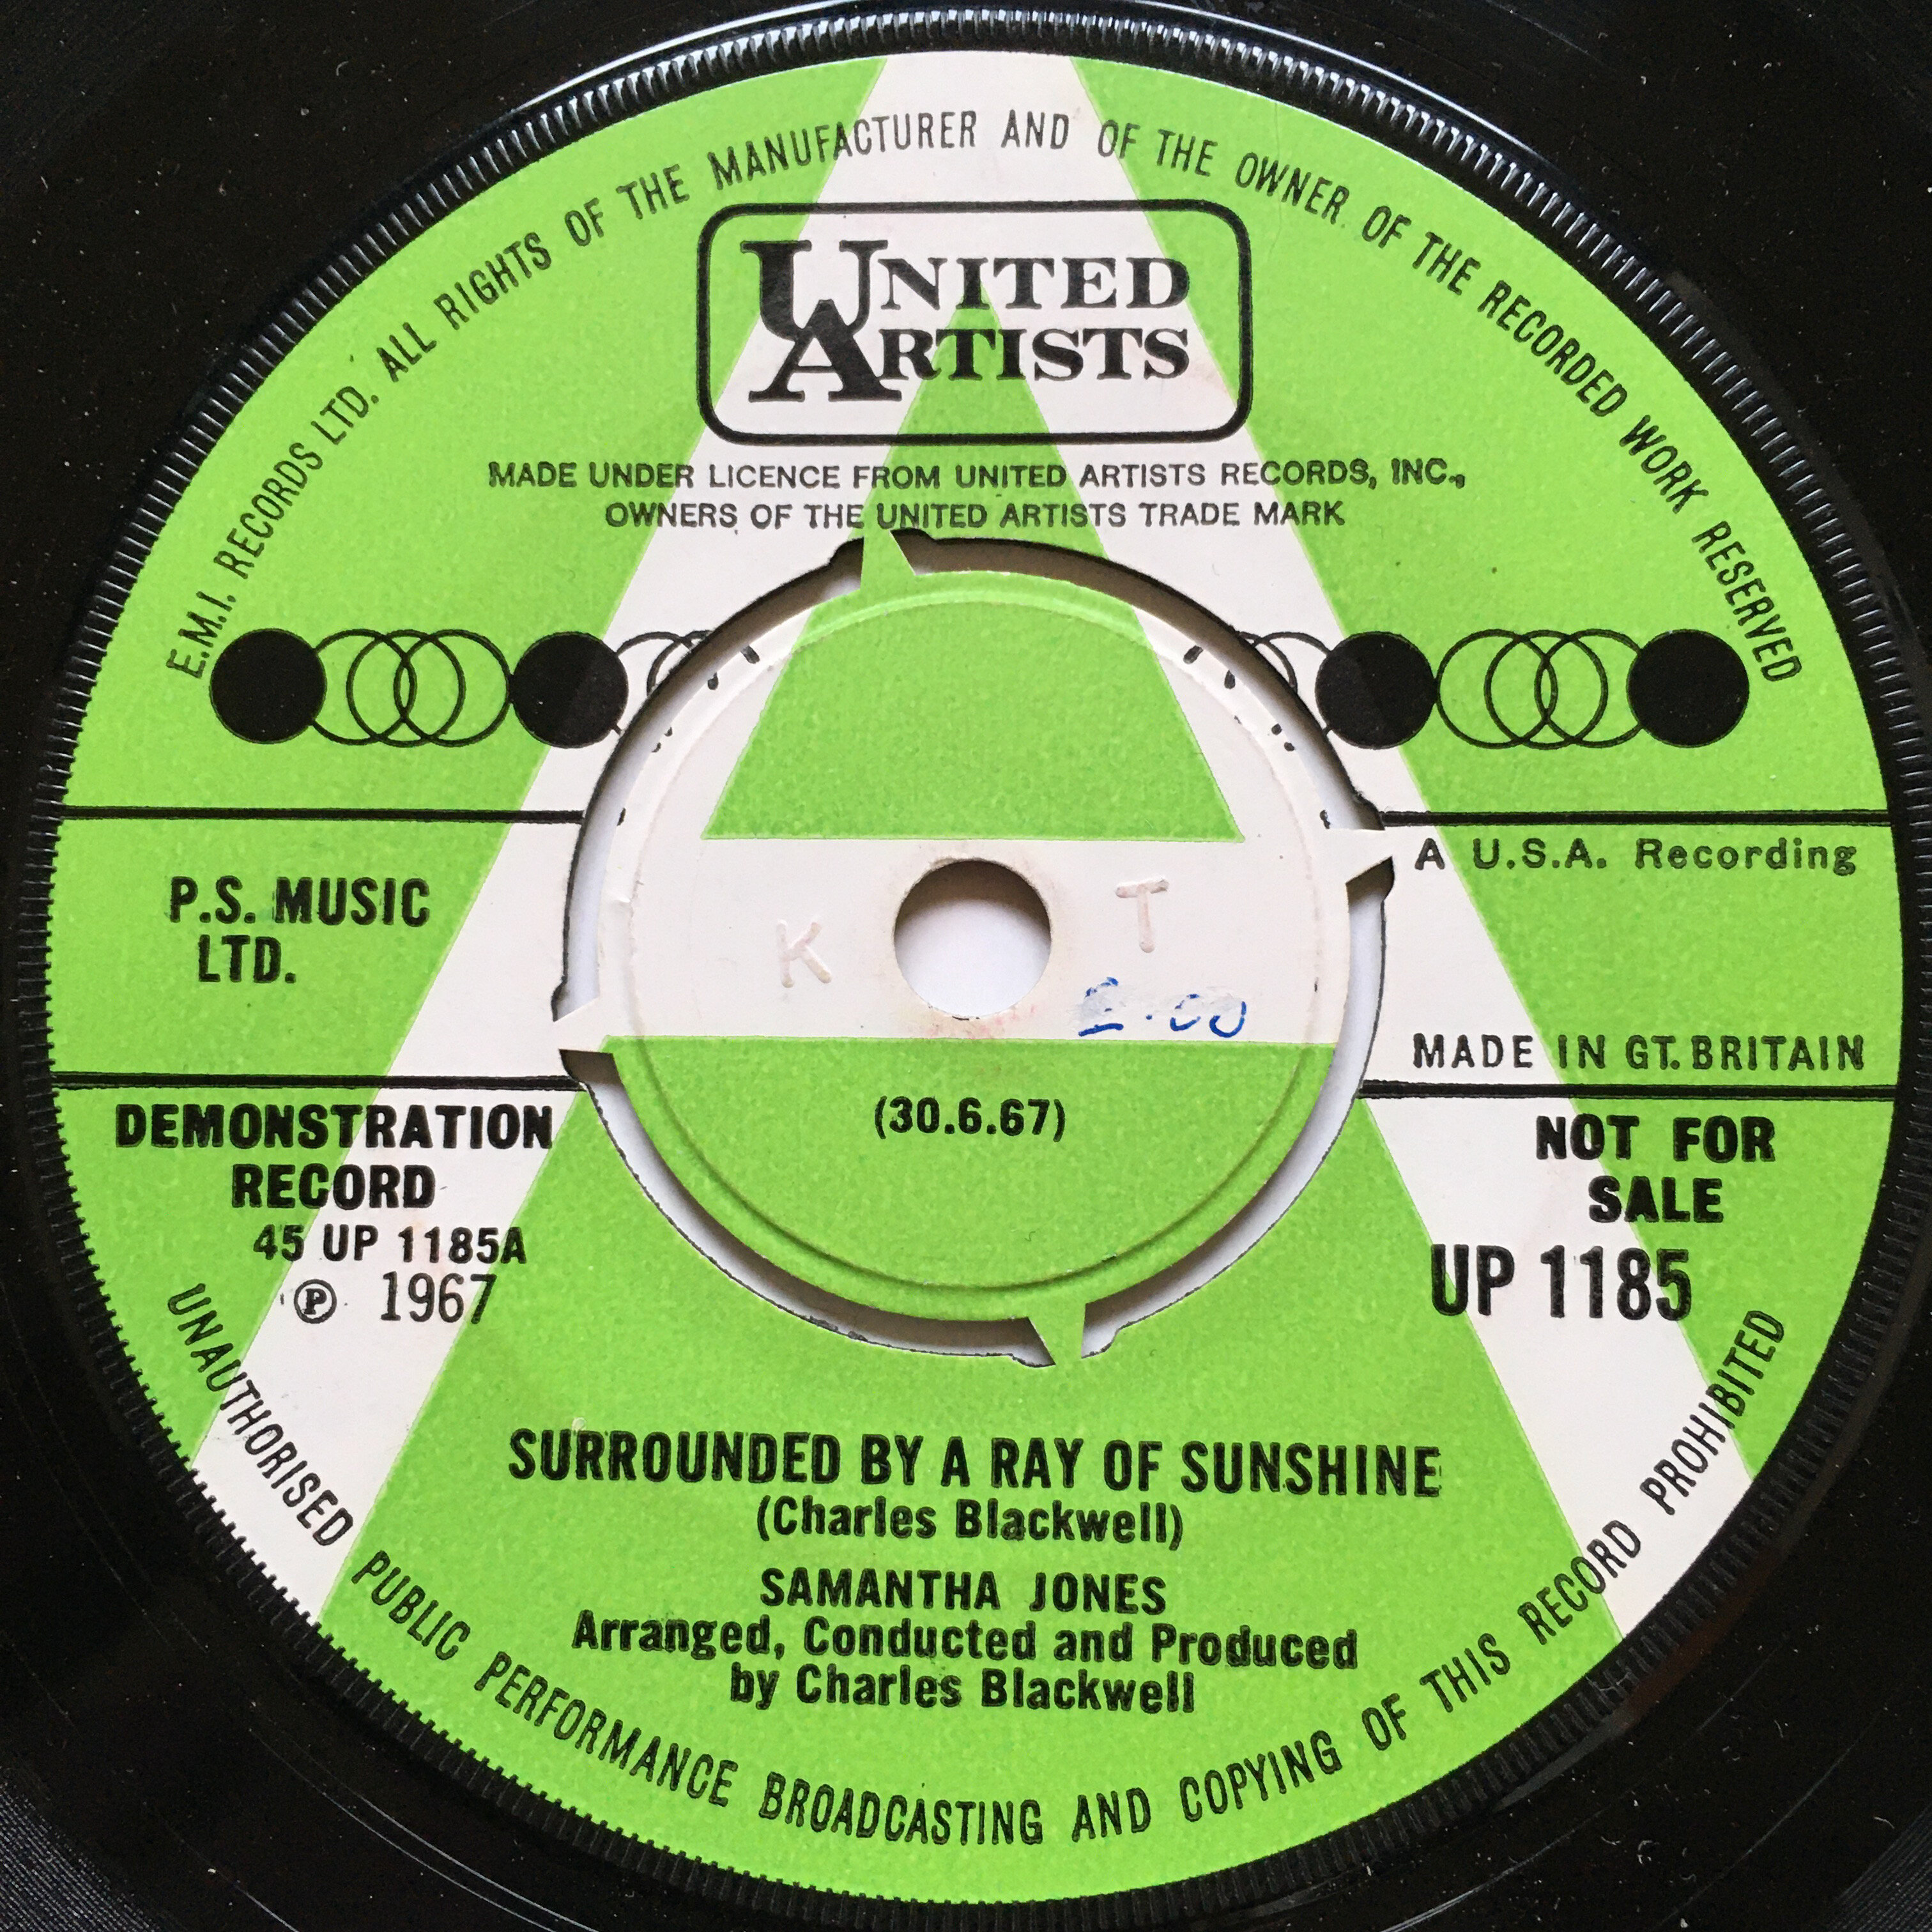 E.M.I. RECORDS LTD. ALL RIGHTS OF THE MANUFACTURER AND OF THE OWNER OF THE RECORDED WORK RESERVED
UNITED
ARTISTS
MADE UNDER LICENCE FROM UNITED ARTISTS RECORDS, INC.,
OWNERS OF THE UNITED ARTISTS TRADE MARK
A U.S.A. Recording
P.S. MUSIC
LTD.
K T
MADE IN GT. BRITAIN
(30.6.67)
DEMONSTRATION
RECORD
45 UP 1185A
℗ 1967
NOT FOR
SALE
UP 1185
SURROUNDED BY A RAY OF SUNSHINE
(Charles Blackwell)
SAMANTHA JONES
Arranged, Conducted and Produced
by Charles Blackwell
UNAUTHORISED PUBLIC PERFORMANCE BROADCASTING AND COPYING OF THIS RECORD PROHIBITED